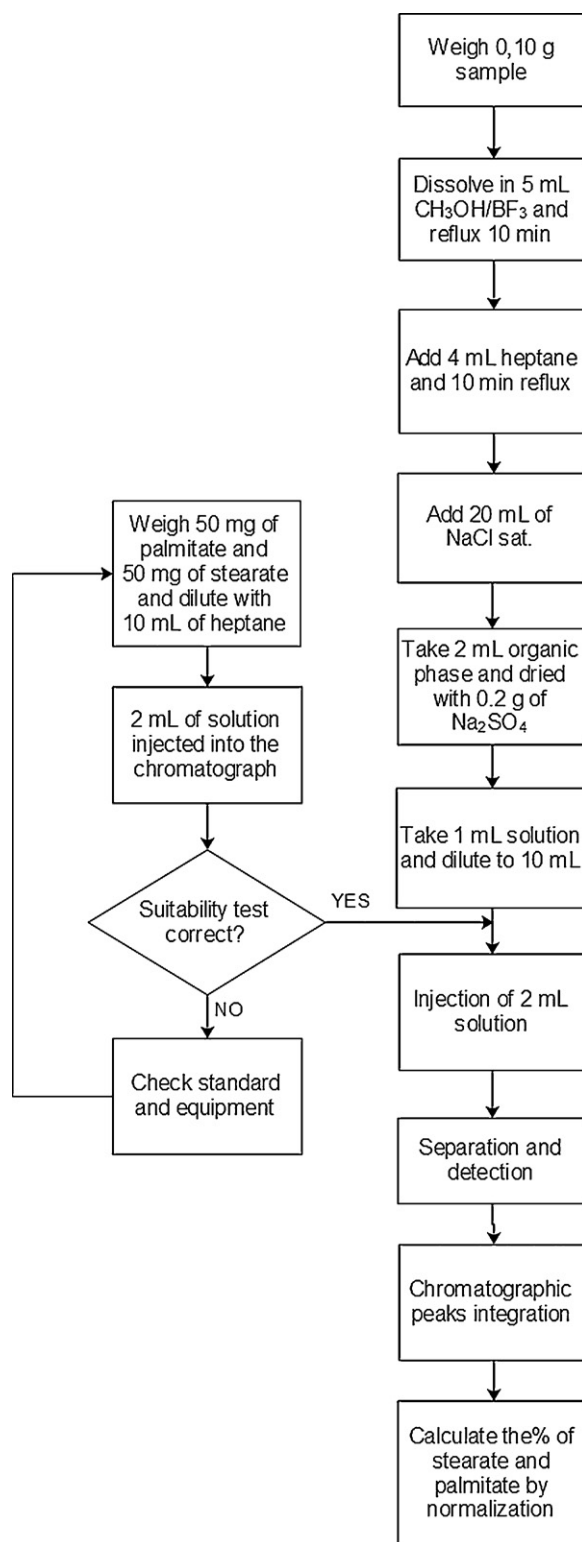 Weigh 0,10 g
sample
Dissolve in 5 mL
CH₃OH/BF₃ and
reflux 10 min
Add 4 mL heptane
and 10 min reflux
Add 20 mL of
NaCl sat.
Take 2 mL organic
phase and dried
with 0.2 g of
Na₂SO₄
Take 1 mL solution
and dilute to 10 mL
Weigh 50 mg of
palmitate and
50 mg of stearate
and dilute with
10 mL of heptane
2 mL of solution
injected into the
chromatograph
Suitability test
correct?
YES
NO
Check standard
and equipment
Injection of 2 mL
solution
Separation and
detection
Chromatographic
peaks integration
Calculate the% of
stearate and
palmitate by
normalization